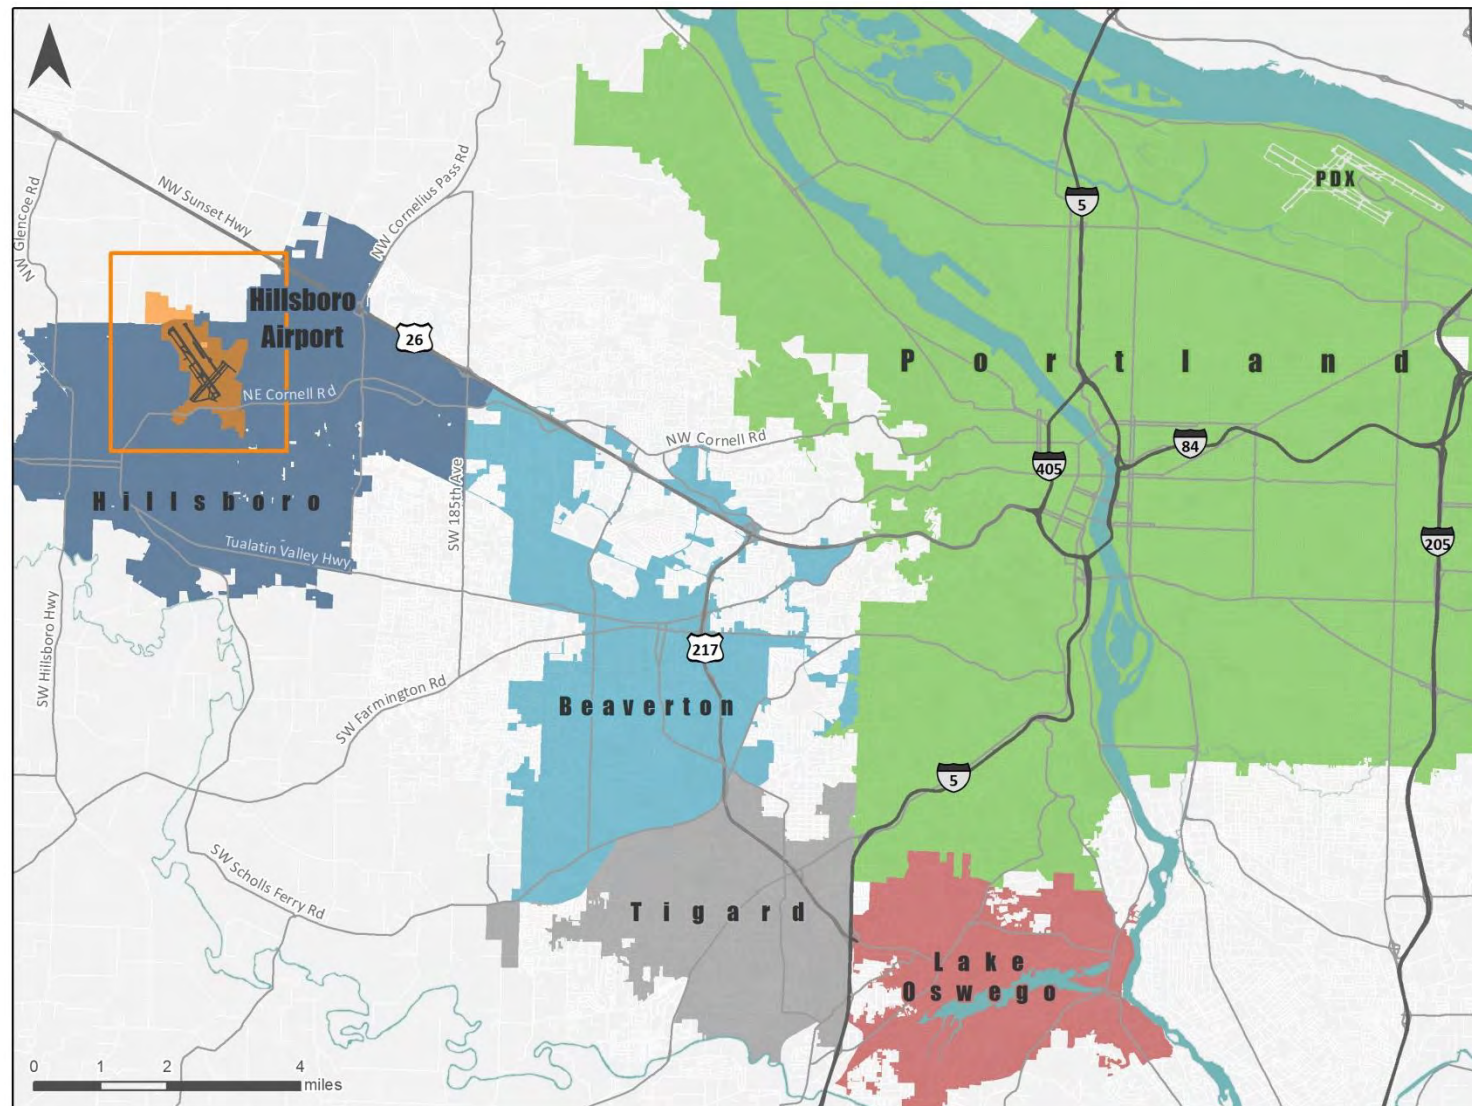 NW Glencoe Rd
NW Sunset Hwy
NW Cornelius Pass Rd
5
PDX
Hillsboro
Airport
26
Portland
NE Cornell Rd
NW Cornell Rd
84
405
Hillsboro
SW 185th Ave
205
Tualatin Valley Hwy
SW Hillsboro Hwy
217
SW Farmington Rd
Beaverton
5
SW Scholls Ferry Rd
Tigard
Lake
Oswego
0 1 2 4
miles